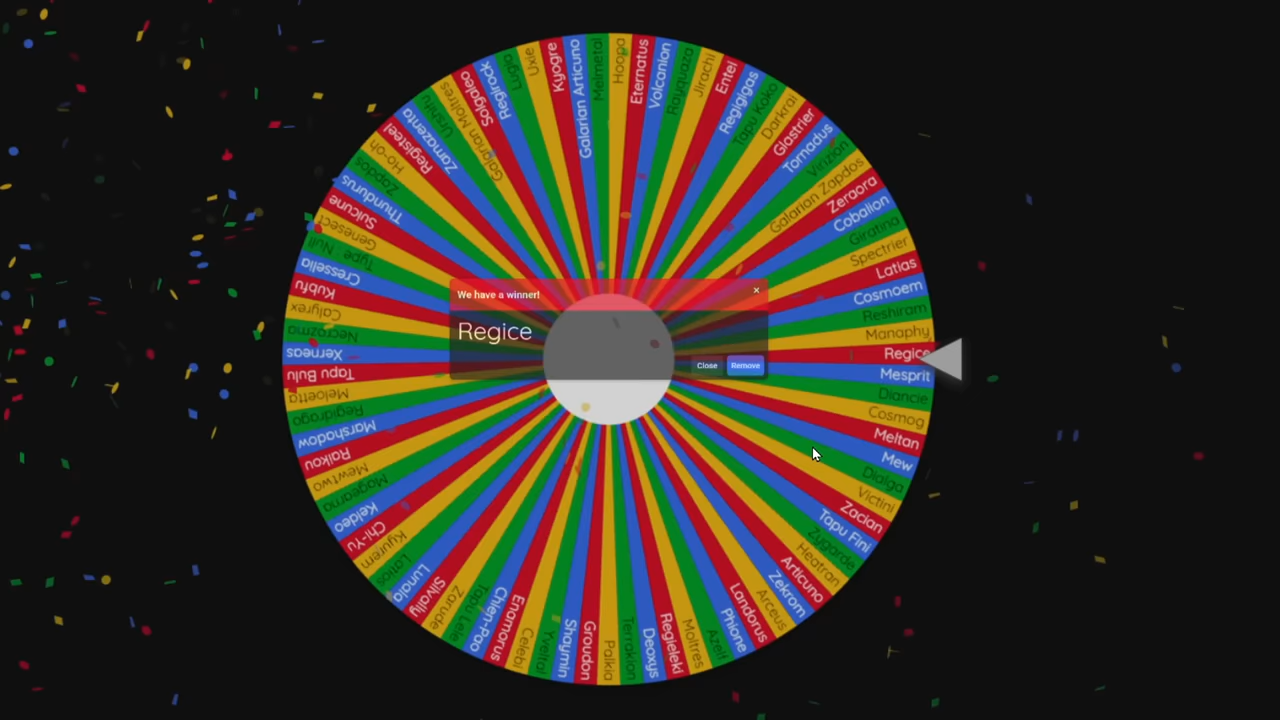 We have a winner!
×
Regice
Close
Remove
Hoopa
Eternatus
Volcanion
Rayquaza
Jirachi
Entei
Regigigas
Tapu Koko
Darkrai
Glastrier
Tornadus
Virizion
Galarian Zapdos
Zeraora
Cobalion
Giratina
Spectrier
Latias
Cosmoem
Reshiram
Manaphy
Regice
Mesprit
Diancie
Cosmog
Meltan
Mew
Dialga
Victini
Zacian
Tapu Fini
Zygarde
Heatran
Articuno
Zekrom
Arceus
Landorus
Phione
Azelf
Moltres
Regieleki
Deoxys
Terrakion
Palkia
Groudon
Shaymin
Yveltal
Celebi
Enamorus
Chien-Pao
Tapu Lele
Zarude
Silvally
Lunala
Latios
Kyurem
Chi-Yu
Keldeo
Magearna
Mewtwo
Raikou
Marshadow
Regidrago
Meloetta
Tapu Bulu
Xerneas
Necrozma
Calyrex
Kubfu
Cresselia
Type: Null
Genesect
Suicune
Thundurus
Zapdos
Ho-oh
Registeel
Zamazenta
Urshifu
Galarian Moltres
Solgaleo
Regirock
Lugia
Uxie
Kyogre
Galarian Articuno
Melmetal